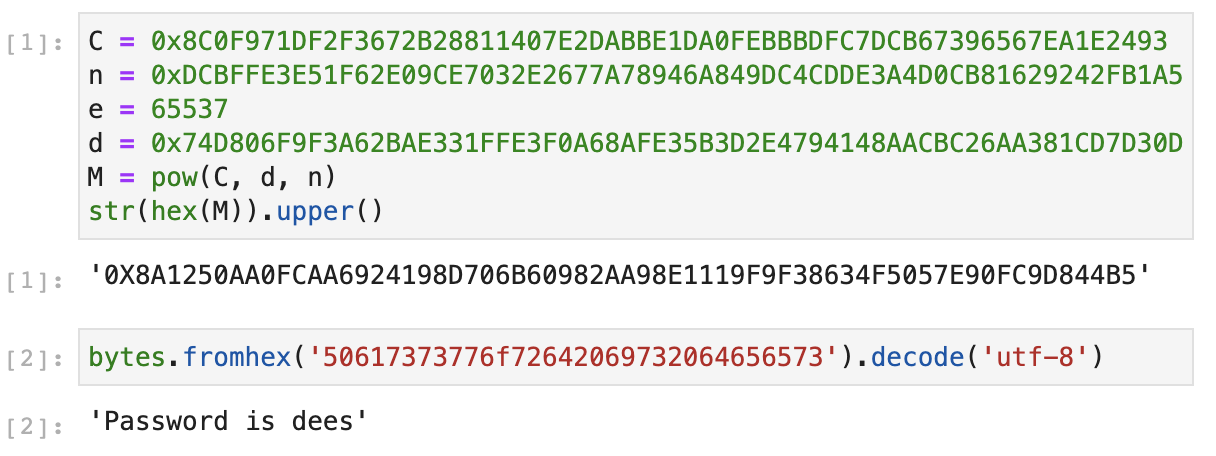 [1]: C = 0x8C0F971DF2F3672B28811407E2DABBE1DA0FEBBBDFC7DCB67396567EA1E2493
n = 0xDCBFFE3E51F62E09CE7032E2677A78946A849DC4CDDE3A4D0CB81629242FB1A5
e = 65537
d = 0x74D806F9F3A62BAE331FFE3F0A68AFE35B3D2E4794148AACBC26AA381CD7D30D
M = pow(C, d, n)
str(hex(M)).upper()
[1]: '0X8A1250AA0FCAA6924198D706B60982AA98E1119F9F38634F5057E90FC9D844B5'
[2]: bytes.fromhex('50617373776f72642069732064656573').decode('utf-8')
[2]: 'Password is dees'